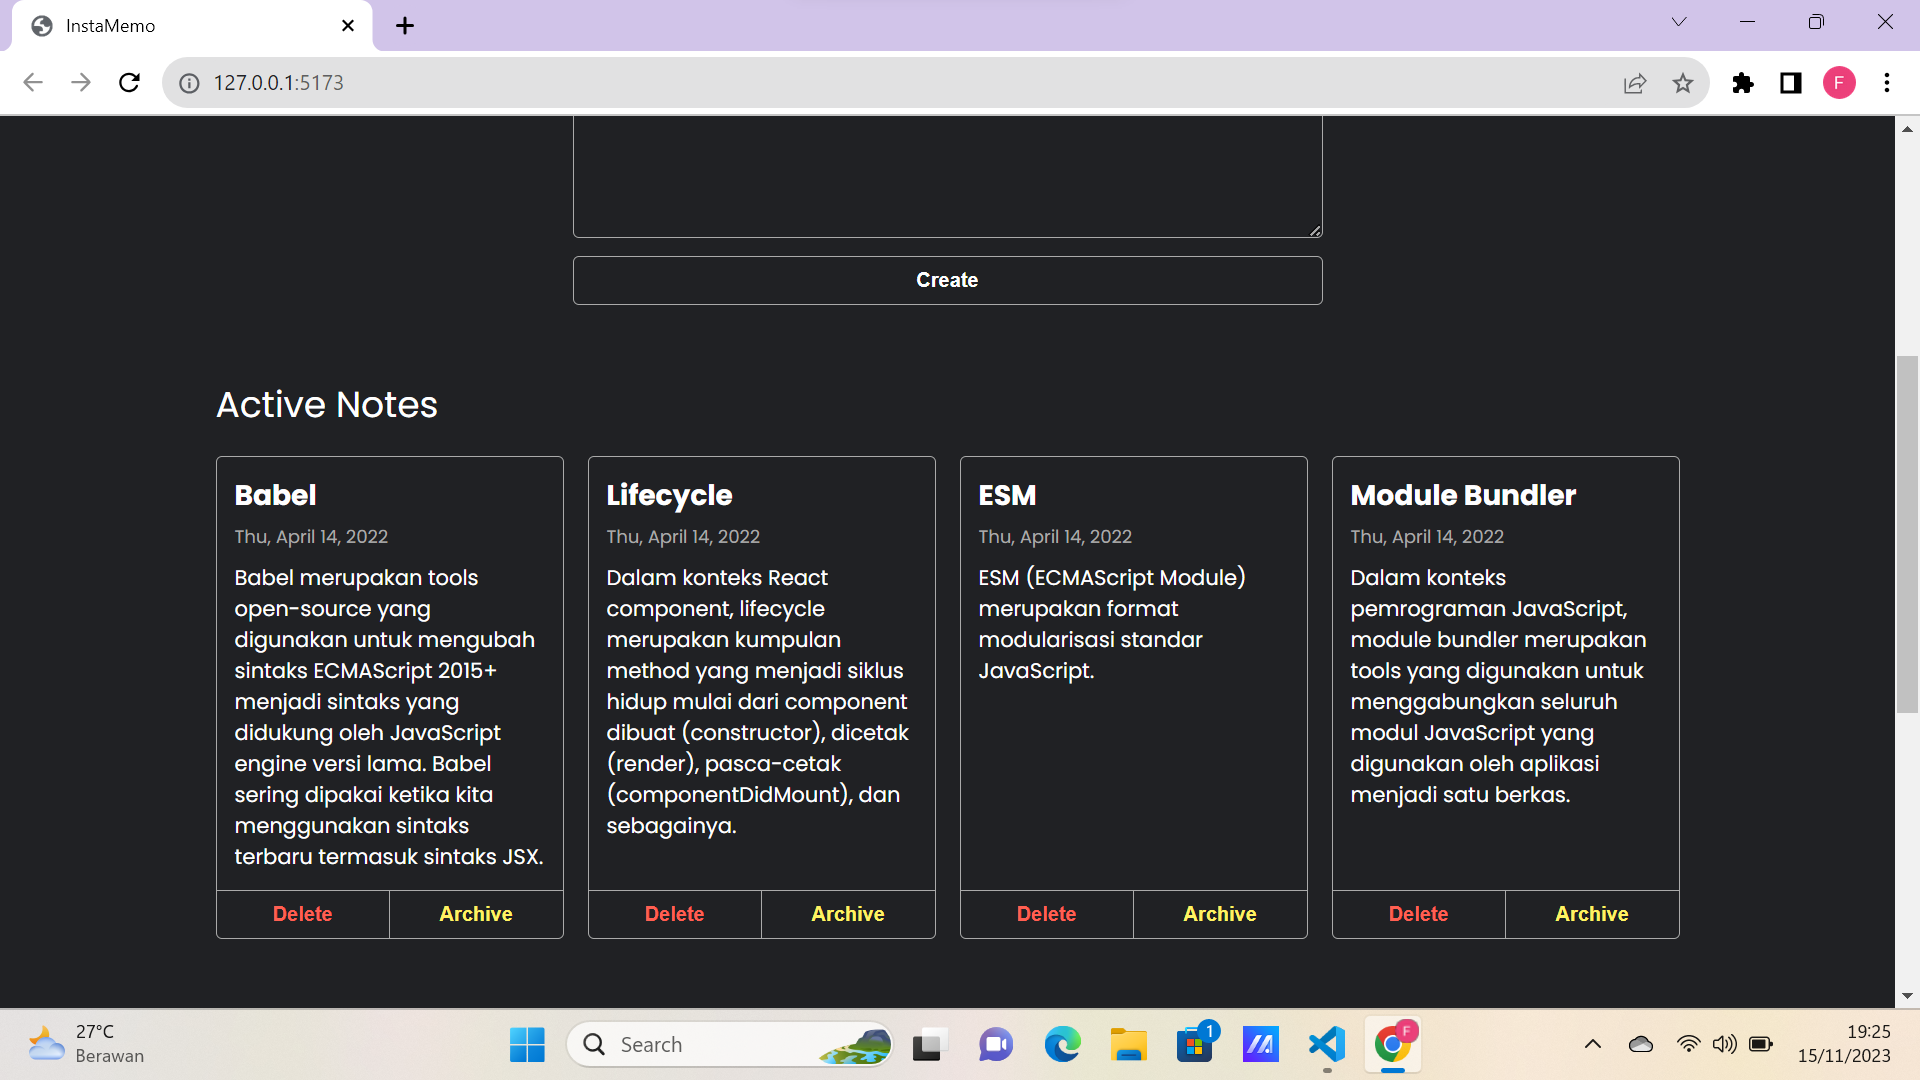 InstaMemo
127.0.0.1:5173
F
Create
Active Notes
Babel
Thu, April 14, 2022
Babel merupakan tools
open-source yang
digunakan untuk mengubah
sintaks ECMAScript 2015+
menjadi sintaks yang
didukung oleh JavaScript
engine versi lama. Babel
sering dipakai ketika kita
menggunakan sintaks
terbaru termasuk sintaks JSX.
Delete
Archive
Lifecycle
Thu, April 14, 2022
Dalam konteks React
component, lifecycle
merupakan kumpulan
method yang menjadi siklus
hidup mulai dari component
dibuat (constructor), dicetak
(render), pasca-cetak
(componentDidMount), dan
sebagainya.
Delete
Archive
ESM
Thu, April 14, 2022
ESM (ECMAScript Module)
merupakan format
modularisasi standar
JavaScript.
Delete
Archive
Module Bundler
Thu, April 14, 2022
Dalam konteks
pemrograman JavaScript,
module bundler merupakan
tools yang digunakan untuk
menggabungkan seluruh
modul JavaScript yang
digunakan oleh aplikasi
menjadi satu berkas.
Delete
Archive
27°C
Berawan
Search
1
F
19:25
15/11/2023